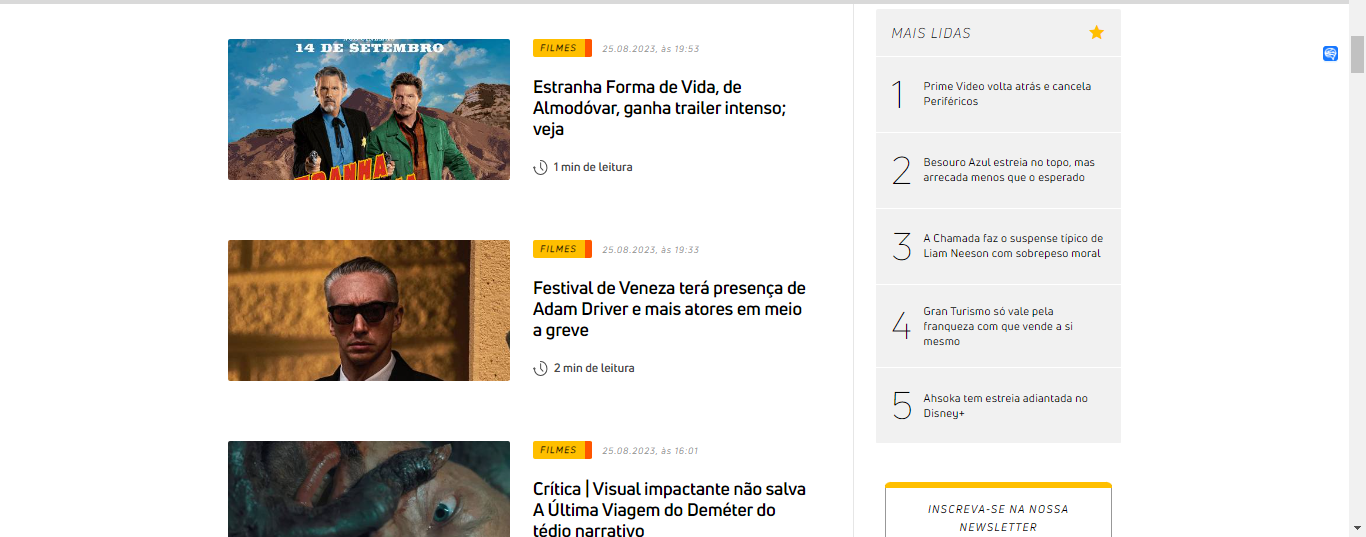 14 DE SETEMBRO
FILMES
25.08.2023, às 19:53
Estranha Forma de Vida, de
Almodóvar, ganha trailer intenso;
veja
1 min de leitura
FILMES
25.08.2023, às 19:33
Festival de Veneza terá presença de
Adam Driver e mais atores em meio
a greve
2 min de leitura
FILMES
25.08.2023, às 16:01
Crítica | Visual impactante não salva
A Última Viagem do Deméter do
tédio narrativo
MAIS LIDAS
1
Prime Video volta atrás e cancela
Periféricos
2
Besouro Azul estreia no topo, mas
arrecada menos que o esperado
3
A Chamada faz o suspense típico de
Liam Neeson com sobrepeso moral
4
Gran Turismo só vale pela
franqueza com que vende a si
mesmo
5
Ahsoka tem estreia adiantada no
Disney+
INSCREVA-SE NA NOSSA
NEWSLETTER